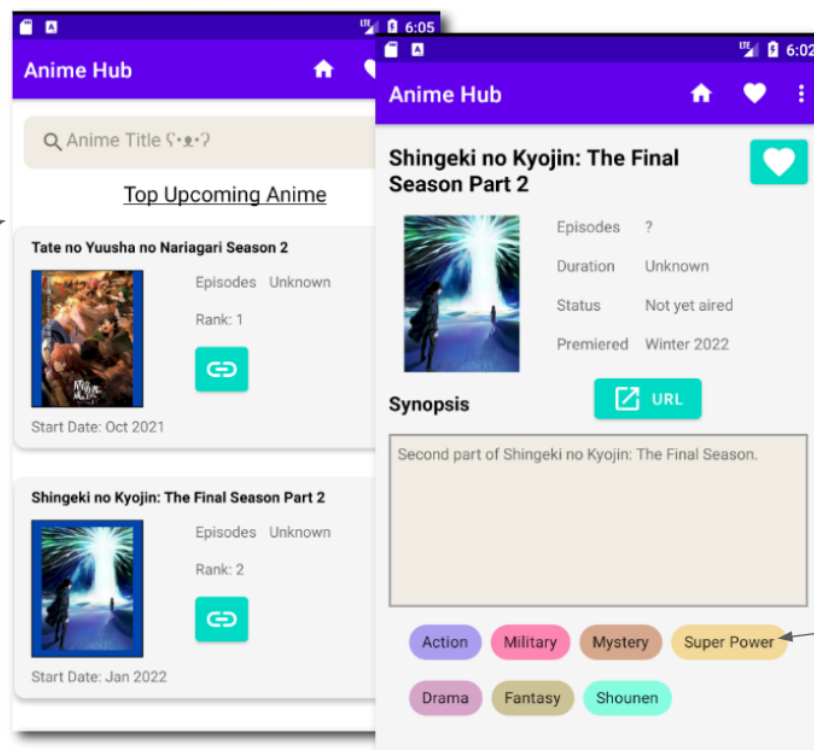 6:05
Anime Hub
Anime Title ʕ•ᴥ•ʔ
Top Upcoming Anime
Tate no Yuusha no Nariagari Season 2
Episodes Unknown
Rank: 1
Start Date: Oct 2021
Shingeki no Kyojin: The Final Season Part 2
Episodes Unknown
Rank: 2
Start Date: Jan 2022
LTE 6:02
Anime Hub
Shingeki no Kyojin: The Final
Season Part 2
Episodes ?
Duration Unknown
Status Not yet aired
Premiered Winter 2022
Synopsis
URL
Second part of Shingeki no Kyojin: The Final Season.
Action Military Mystery Super Power
Drama Fantasy Shounen